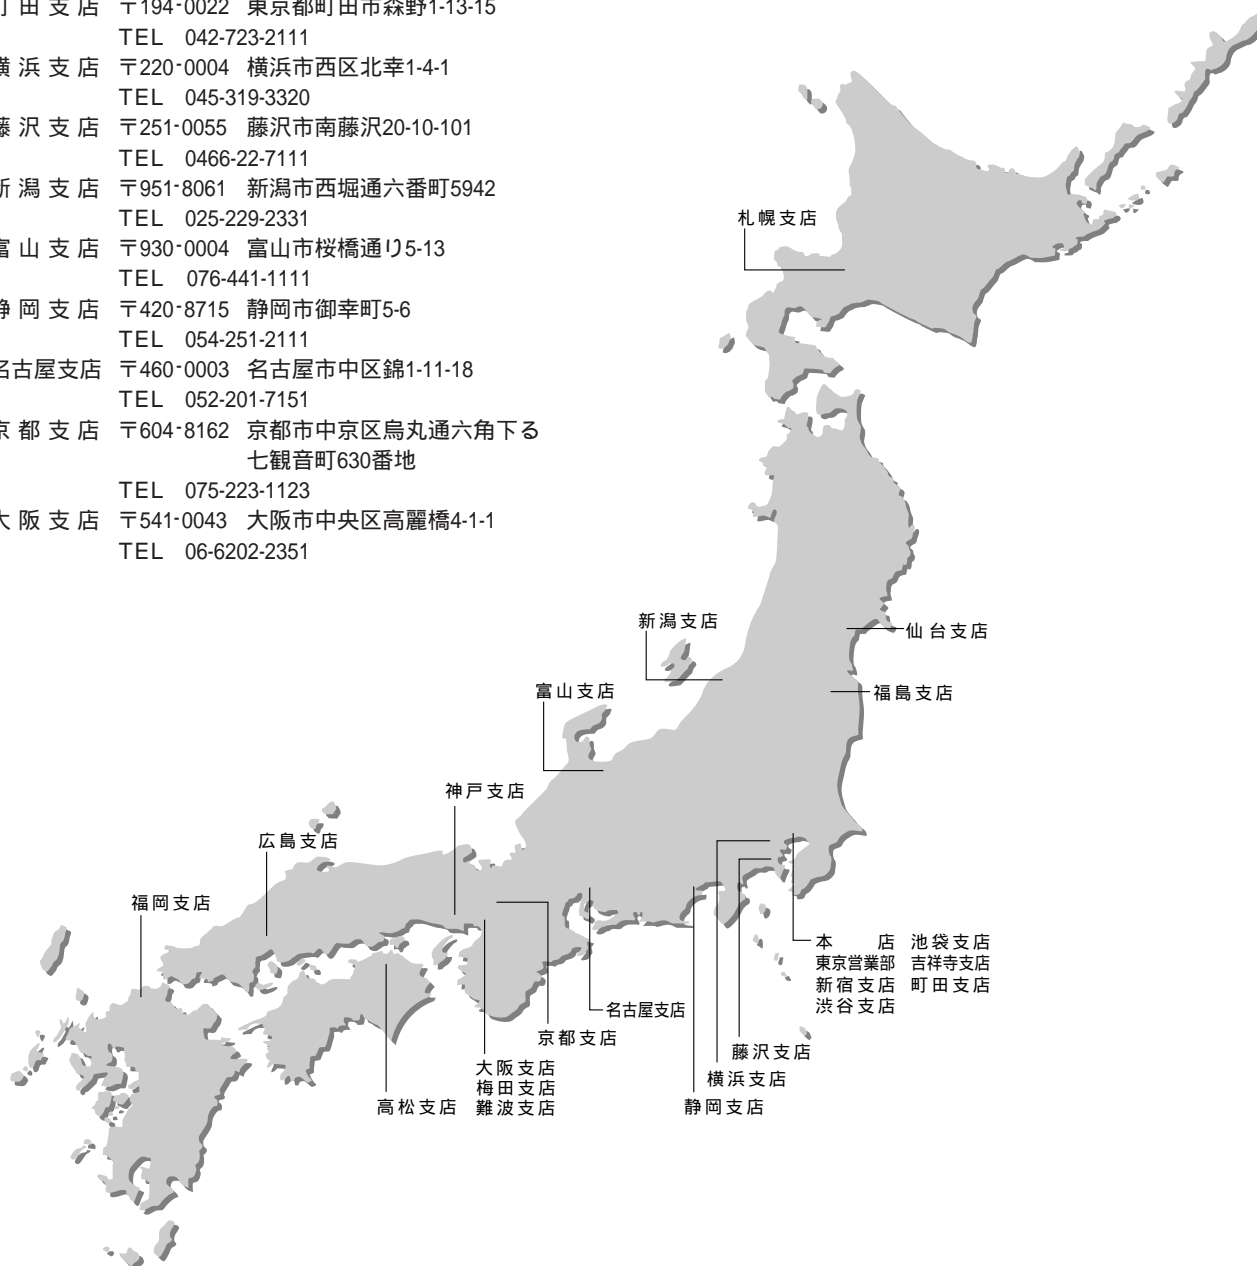 町田支店 〒194-0022 東京都町田市森野1-13-15
TEL 042-723-2111
横浜支店 〒220-0004 横浜市西区北幸1-4-1
TEL 045-319-3320
藤沢支店 〒251-0055 藤沢市南藤沢20-10-101
TEL 0466-22-7111
新潟支店 〒951-8061 新潟市西堀通六番町5942
TEL 025-229-2331
富山支店 〒930-0004 富山市桜橋通り5-13
TEL 076-441-1111
静岡支店 〒420-8715 静岡市御幸町5-6
TEL 054-251-2111
名古屋支店 〒460-0003 名古屋市中区錦1-11-18
TEL 052-201-7151
京都支店 〒604-8162 京都市中京区烏丸通六角下る
七観音町630番地
TEL 075-223-1123
大阪支店 〒541-0043 大阪市中央区高麗橋4-1-1
TEL 06-6202-2351
札幌支店
新潟支店
仙台支店
富山支店
福島支店
神戸支店
広島支店
福岡支店
本店 池袋支店
東京営業部 吉祥寺支店
新宿支店 町田支店
渋谷支店
名古屋支店
京都支店
藤沢支店
大阪支店
梅田支店
難波支店
横浜支店
高松支店
静岡支店